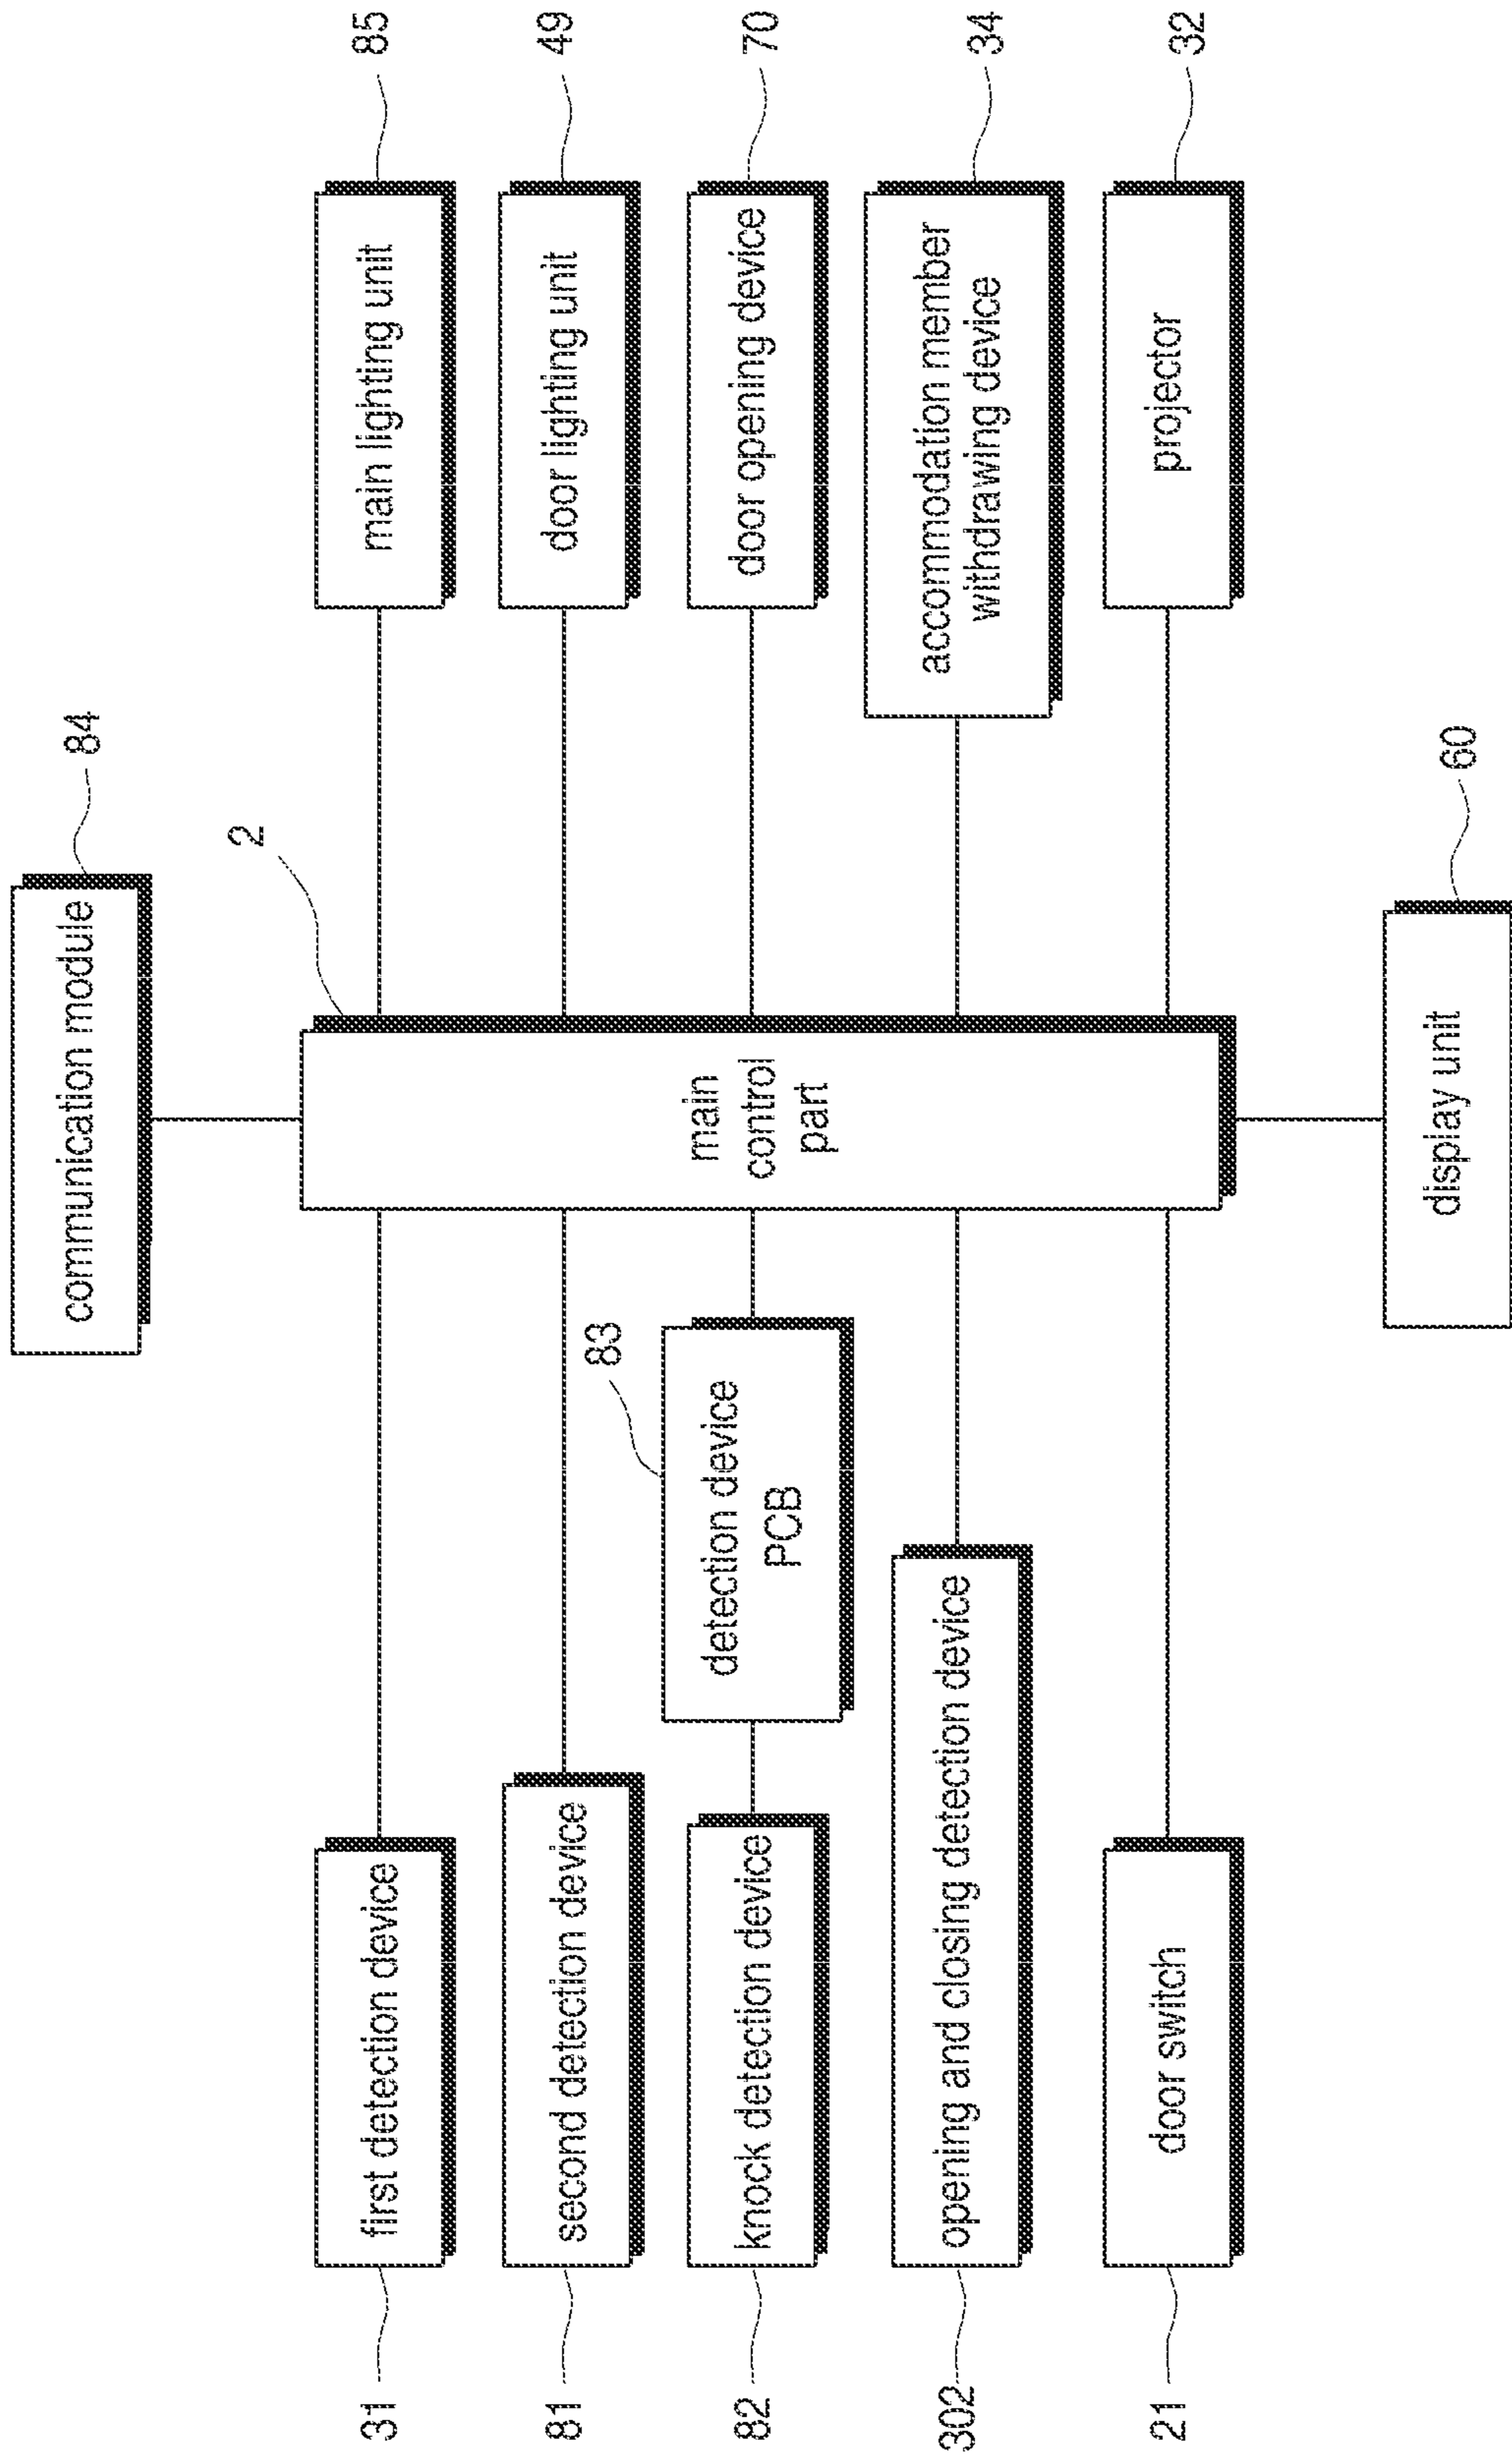 communication module
84
2
first detection device
31
main
control
part
main lighting unit
85
second detection device
81
door lighting unit
49
knock detection device
82
detection device
PCB
83
door opening device
70
opening and closing detection device
302
accommodation member
withdrawing device
34
door switch
21
projector
32
display unit
60